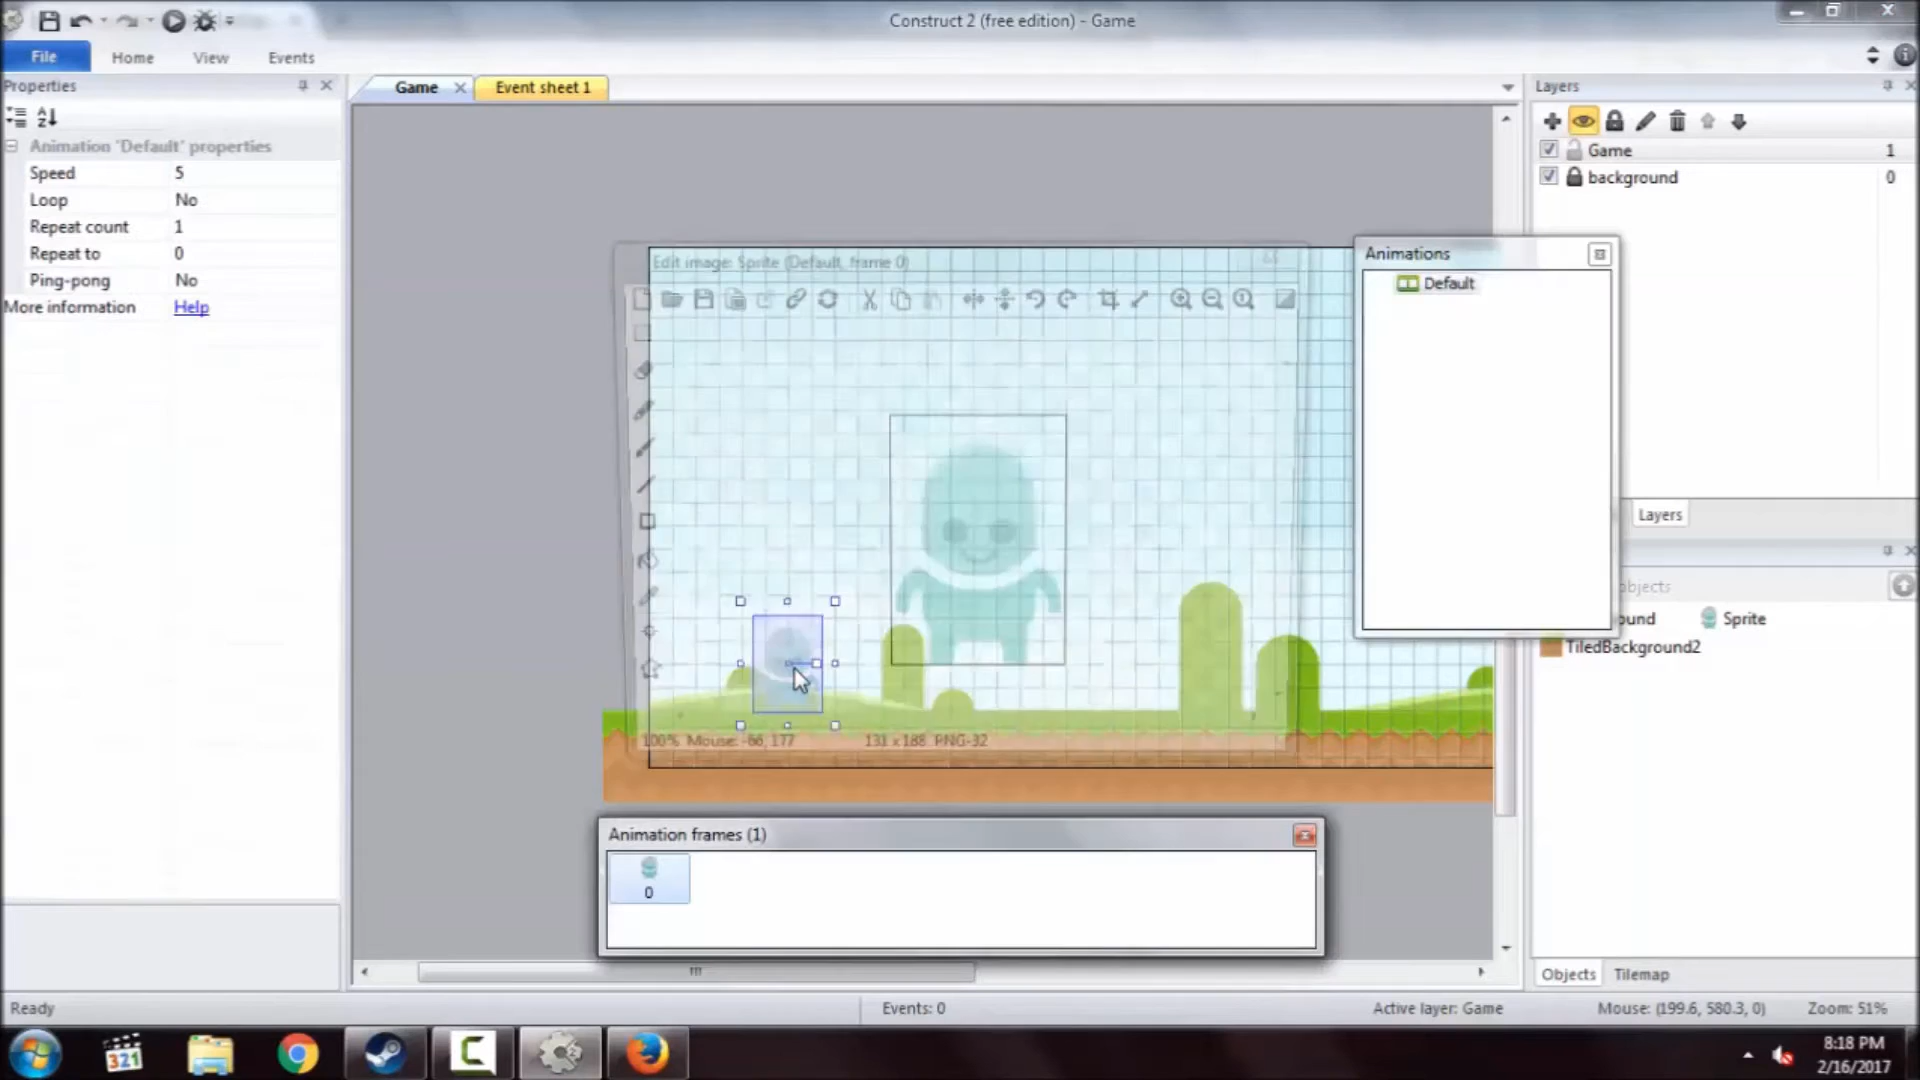 Construct 2 (free edition) - Game
File Home View Events
Properties
Game
Event sheet 1
Layers
Animation 'Default' properties
Speed 5
Loop No
Repeat count 1
Repeat to 0
Ping-pong No
More information Help
Game 1
background 0
Edit image: Sprite (Default, frame 0)
Animations
Default
Layers
objects
ound
Sprite
TiledBackground2
100% Mouse: -66, 177 131 x 188 PNG-32
Animation frames (1)
0
Objects Tilemap
Ready
Events: 0
Active layer: Game
Mouse: (199.6, 580.3, 0)
Zoom: 51%
321
8:18 PM
2/16/2017